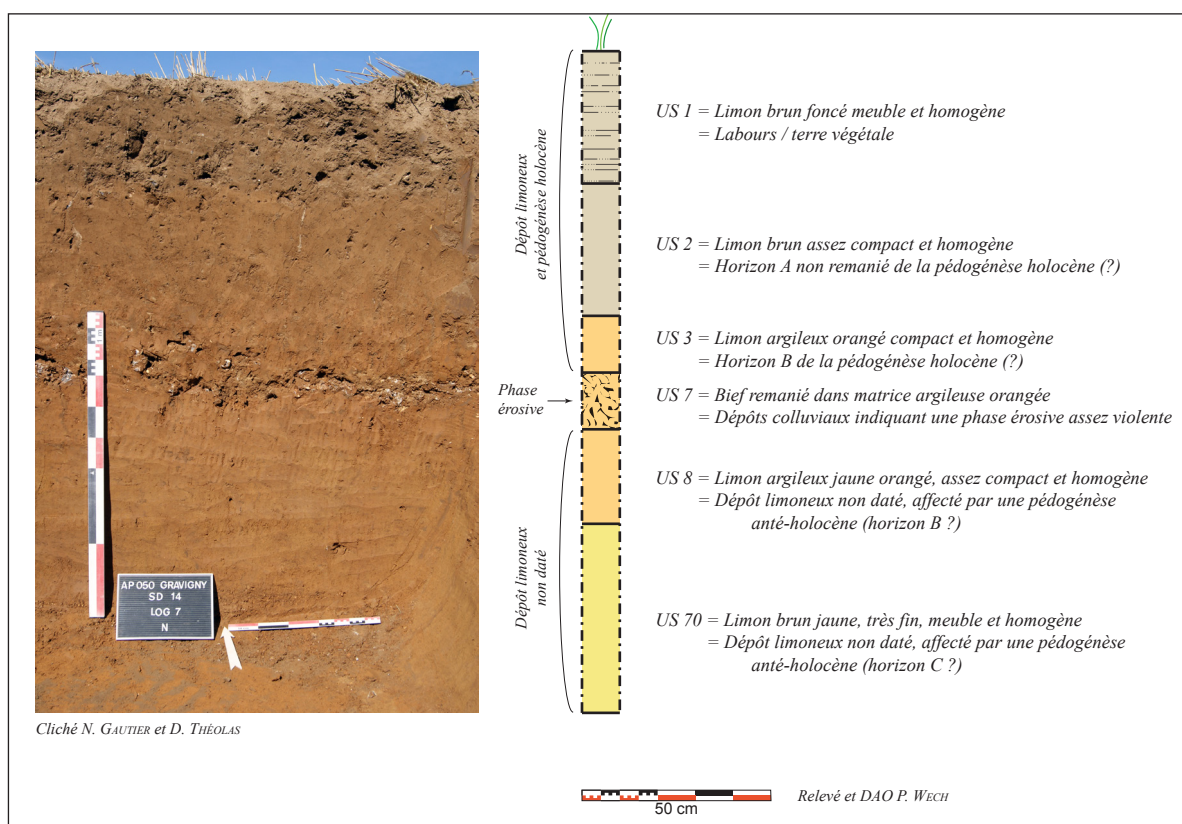 US 1 = Limon brun foncé meuble et homogène
= Labours / terre végétale
Dépôt limoneux
et pédogénèse holocène
US 2 = Limon brun assez compact et homogène
= Horizon A non remanié de la pédogénèse holocène (?)
US 3 = Limon argileux orangé compact et homogène
= Horizon B de la pédogénèse holocène (?)
Phase
érosive
US 7 = Bief remanié dans matrice argileuse orangée
= Dépôts colluviaux indiquant une phase érosive assez violente
US 8 = Limon argileux jaune orangé, assez compact et homogène
= Dépôt limoneux non daté, affecté par une pédogénèse
anté-holocène (horizon B ?)
Dépôt limoneux
non daté
US 70 = Limon brun jaune, très fin, meuble et homogène
= Dépôt limoneux non daté, affecté par une pédogénèse
anté-holocène (horizon C ?)
1 m
AP 050 GRAVIGNY
SD 14
LOG 7
N
Cliché N. GAUTIER et D. THÉOLAS
50 cm
Relevé et DAO P. WECH